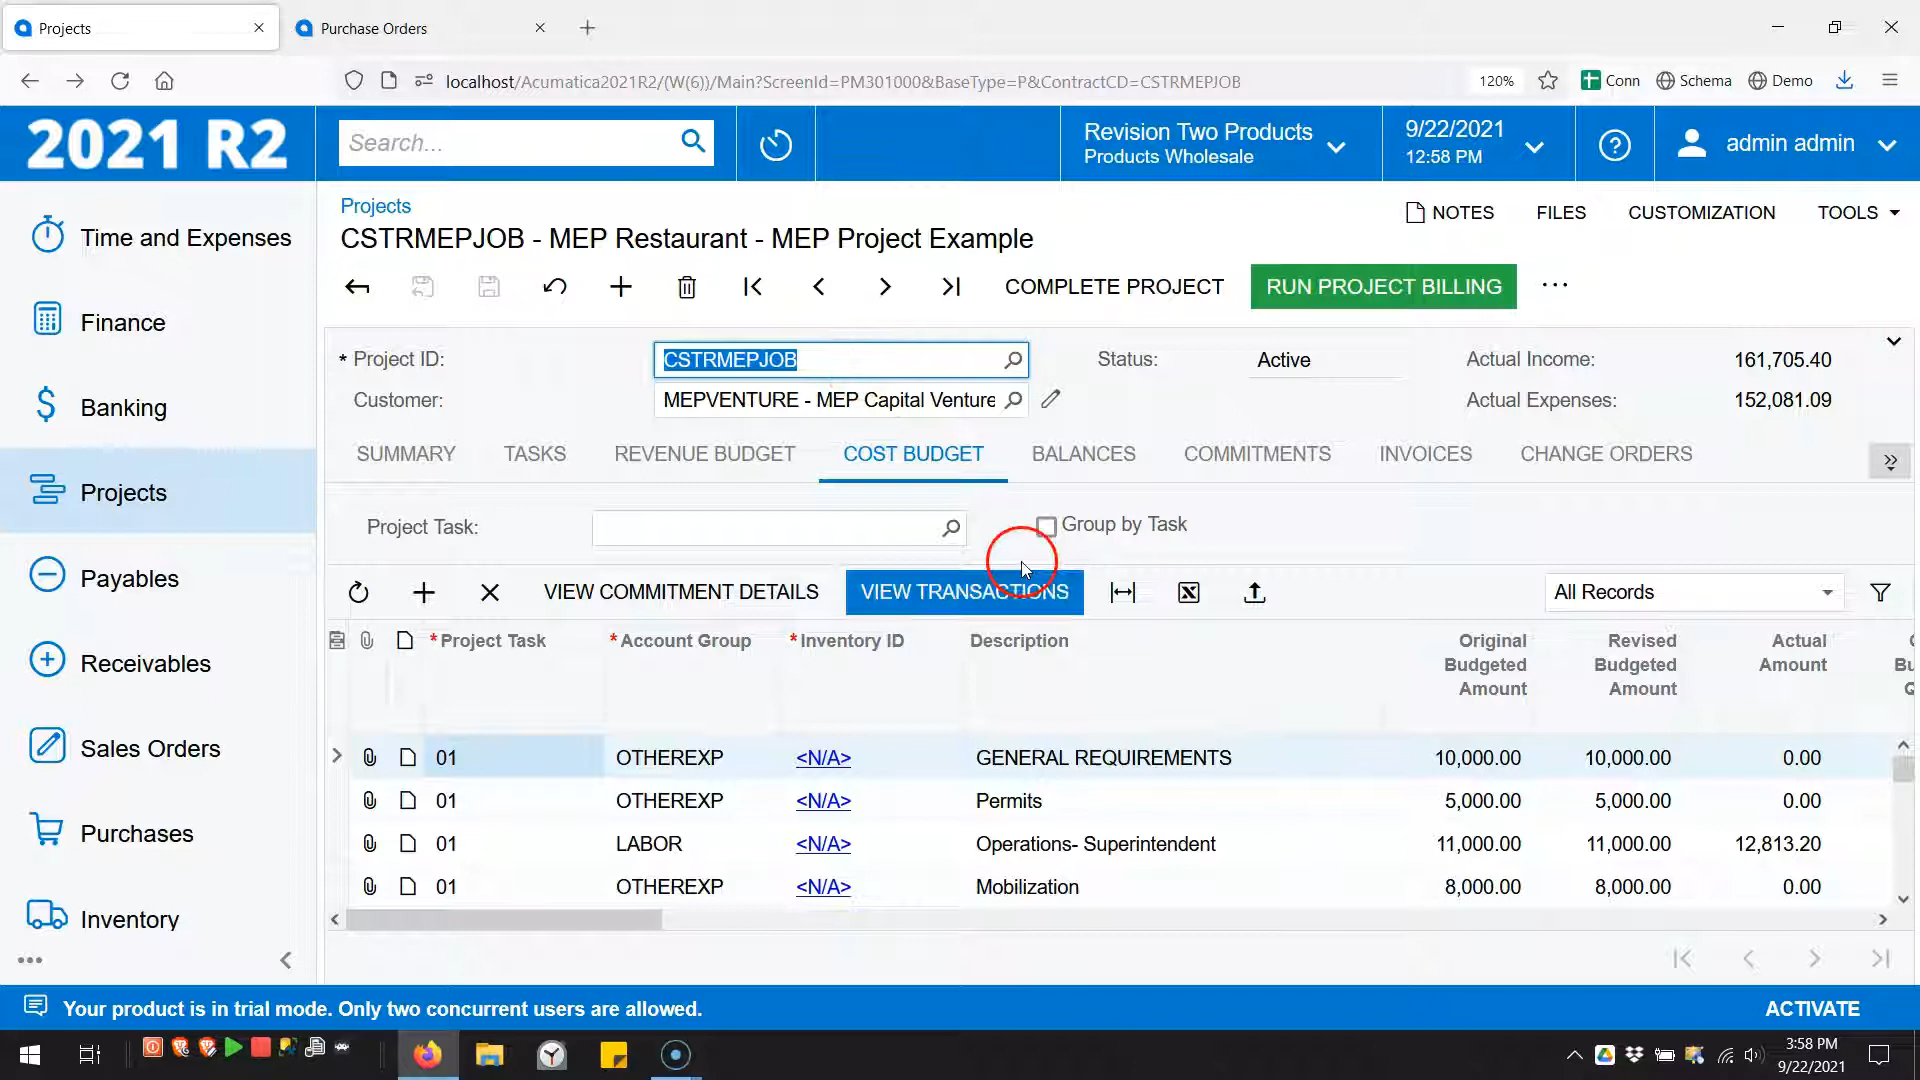 Projects
Purchase Orders
localhost/Acumatica2021R2/(W(6))/Main?ScreenId=PM301000&BaseType=P&ContractCD=CSTRMEPJOB
120%
Conn
Schema
Demo
2021 R2
Search...
Revision Two Products
Products Wholesale
9/22/2021
12:58 PM
admin admin
Time and Expenses
Finance
Banking
Projects
Payables
Receivables
Sales Orders
Purchases
Inventory
Projects
NOTES
FILES
CUSTOMIZATION
TOOLS
CSTRMEPJOB - MEP Restaurant - MEP Project Example
COMPLETE PROJECT
RUN PROJECT BILLING
* Project ID:
CSTRMEPJOB
Status:
Active
Actual Income:
161,705.40
Customer:
MEPVENTURE - MEP Capital Venture
Actual Expenses:
152,081.09
SUMMARY
TASKS
REVENUE BUDGET
COST BUDGET
BALANCES
COMMITMENTS
INVOICES
CHANGE ORDERS
Project Task:
Group by Task
VIEW COMMITMENT DETAILS
VIEW TRANSACTIONS
All Records
* Project Task
* Account Group
* Inventory ID
Description
Original
Budgeted
Amount
Revised
Budgeted
Amount
Actual
Amount
01 OTHEREXP <N/A> GENERAL REQUIREMENTS 10,000.00 10,000.00 0.00
01 OTHEREXP <N/A> Permits 5,000.00 5,000.00 0.00
01 LABOR <N/A> Operations- Superintendent 11,000.00 11,000.00 12,813.20
01 OTHEREXP <N/A> Mobilization 8,000.00 8,000.00 0.00
Your product is in trial mode. Only two concurrent users are allowed.
ACTIVATE
3:58 PM
9/22/2021